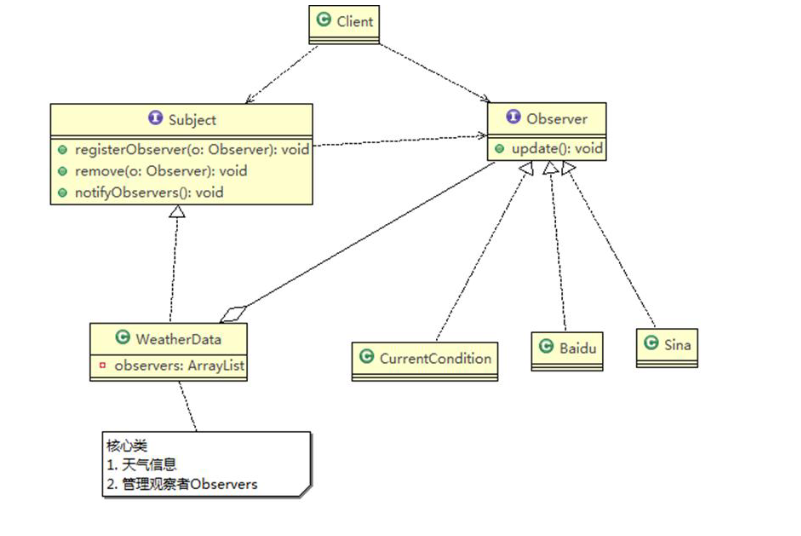 Client
Subject
registerObserver(o: Observer): void
remove(o: Observer): void
notifyObservers(): void
Observer
update(): void
WeatherData
observers: ArrayList
CurrentCondition
Baidu
Sina
核心类
1. 天气信息
2. 管理观察者Observers